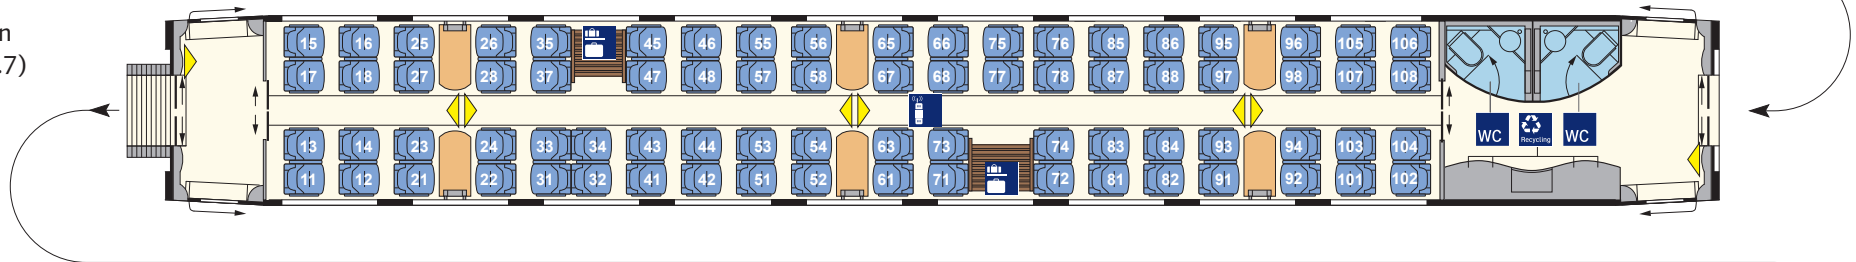 n
.7)
15 16 25 26 35 45 46 55 56 65 66 75 76 85 86 95 96 105 106
17 18 27 28 37 47 48 57 58 67 68 77 78 87 88 97 98 107 108
13 14 23 24 33 34 43 44 53 54 63 73 74 83 84 93 94 103 104
11 12 21 22 31 32 41 42 51 52 61 71 72 81 82 91 92 101 102
WC Recycling WC